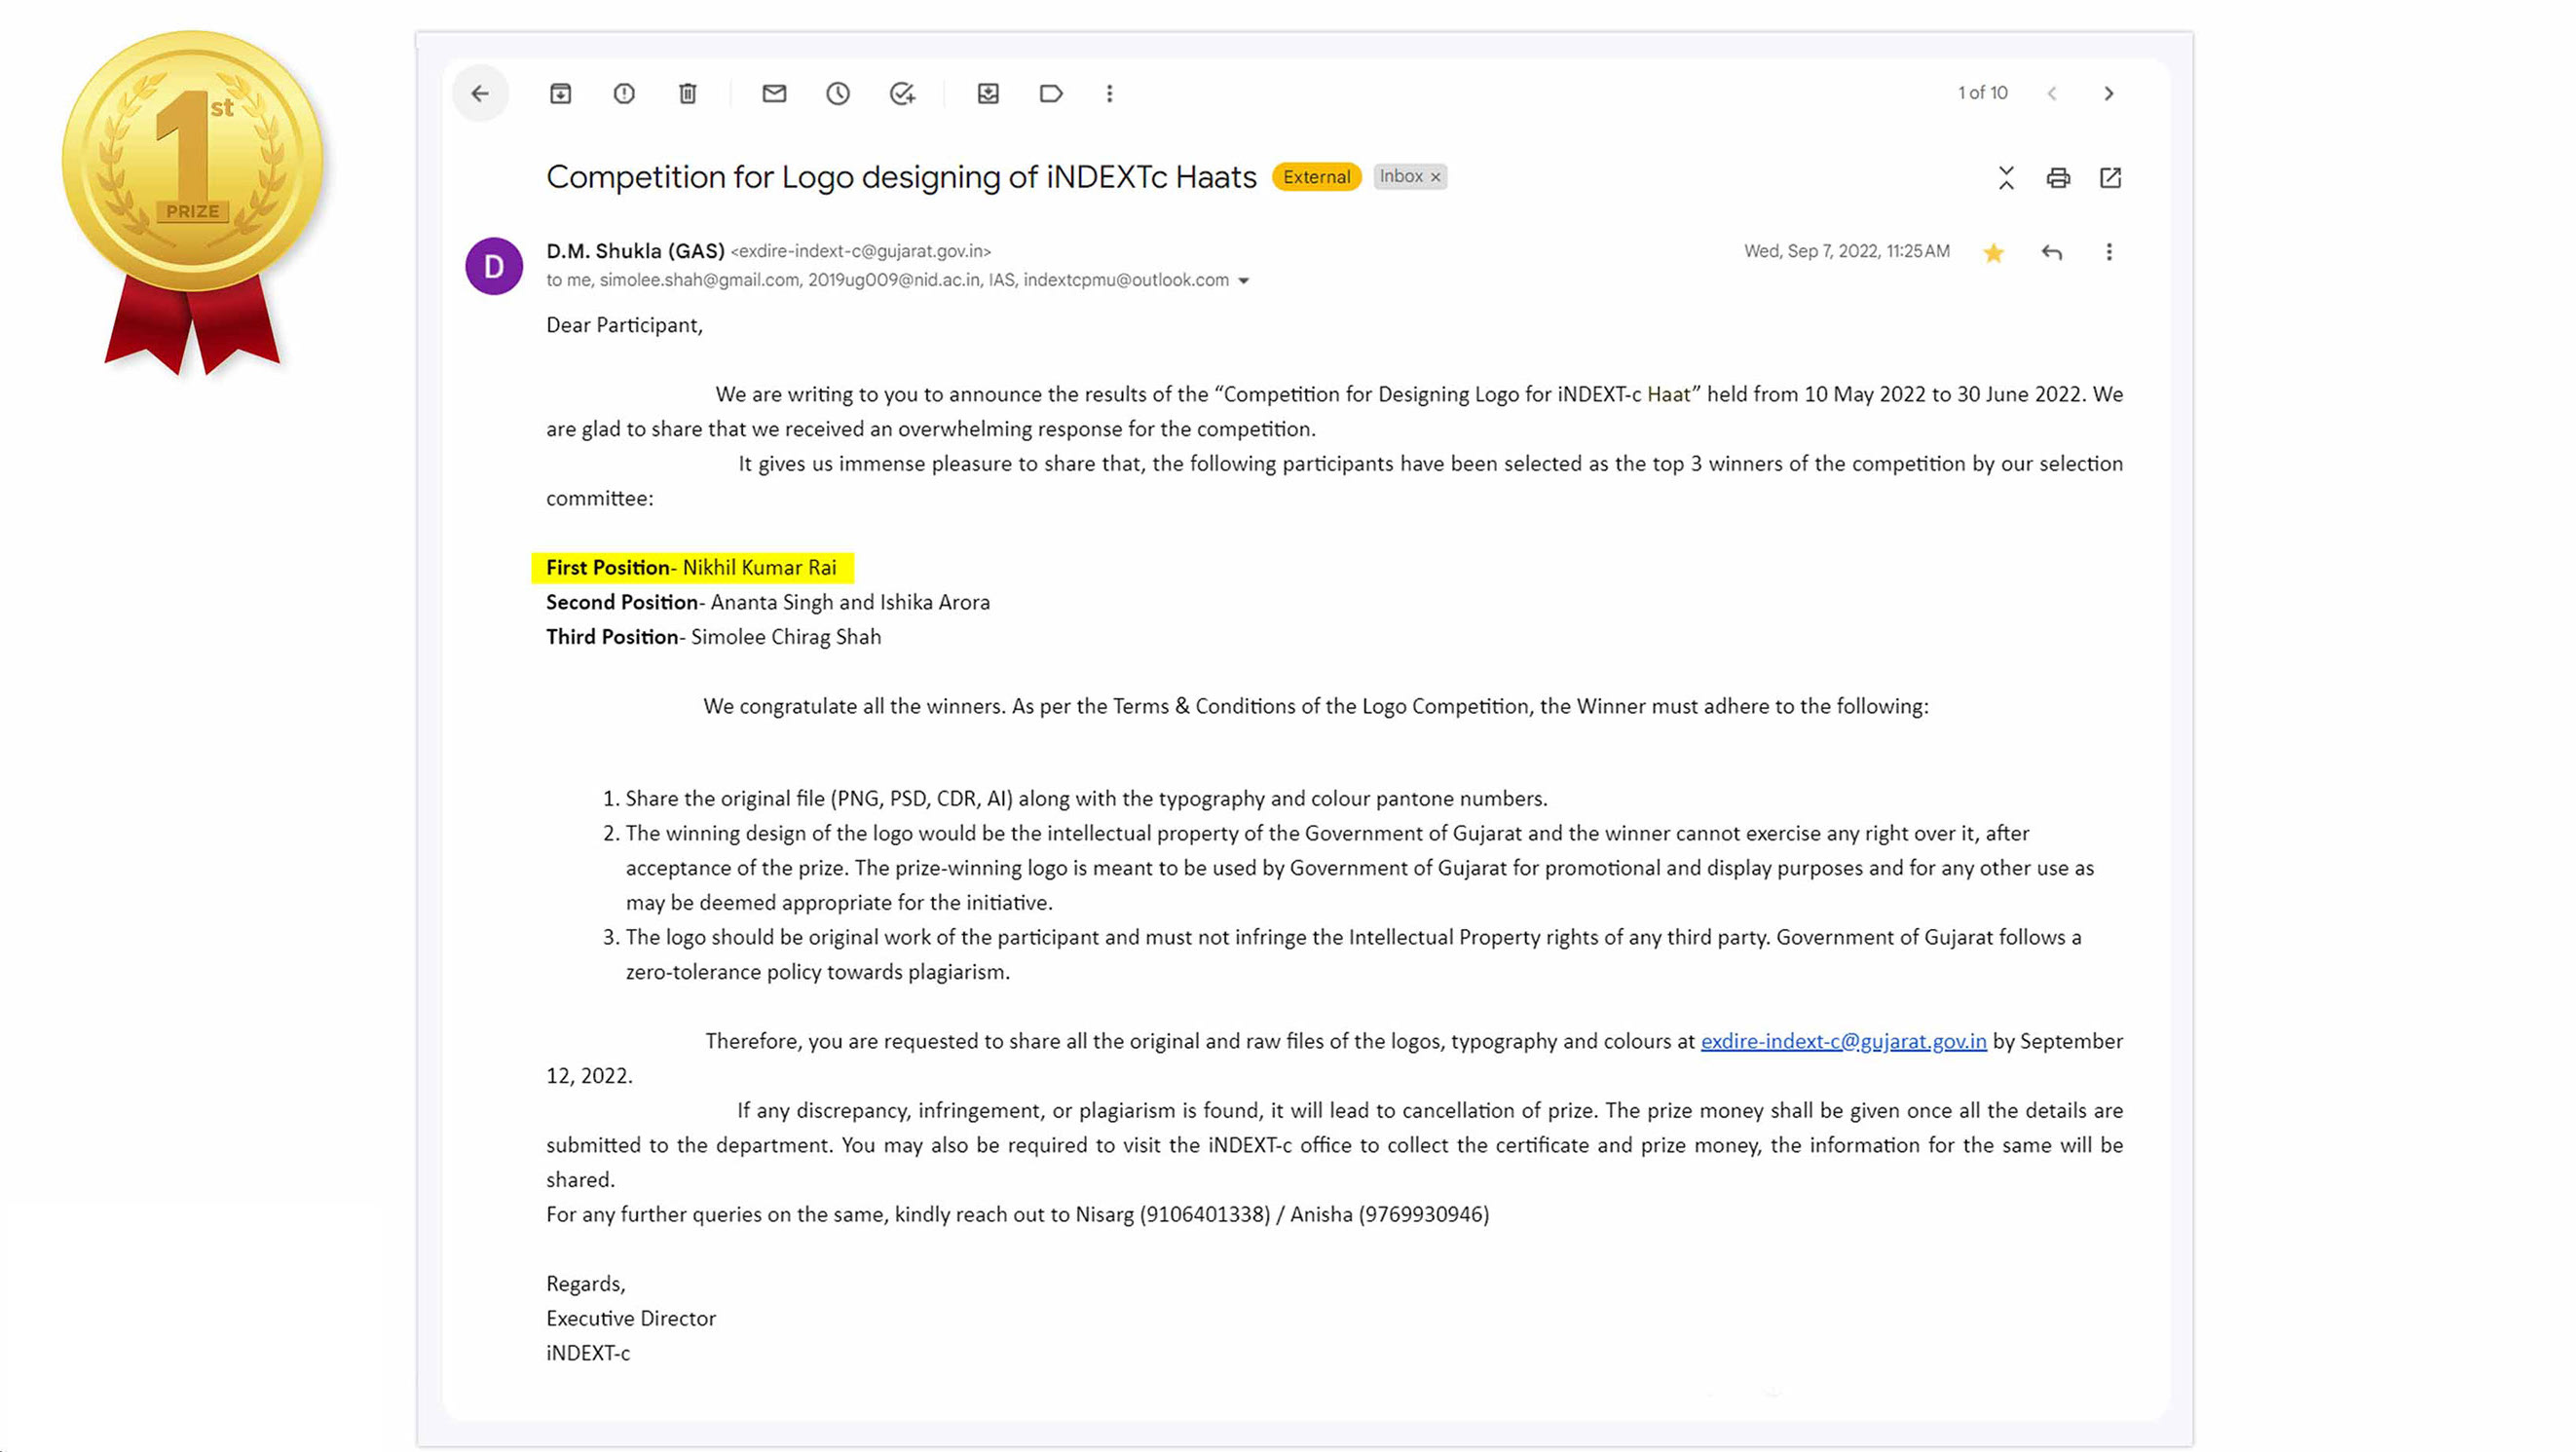 1st
PRIZE
1 of 10
Competition for Logo designing of iNDEXTc Haats External Inbox ×
D
D.M. Shukla (GAS) <exdire-indext-c@gujarat.gov.in>
Wed, Sep 7, 2022, 11:25 AM
to me, simolee.shah@gmail.com, 2019ug009@nid.ac.in, IAS, indextcpmu@outlook.com
Dear Participant,
We are writing to you to announce the results of the “Competition for Designing Logo for iNDEXT-c Haat” held from 10 May 2022 to 30 June 2022. We
are glad to share that we received an overwhelming response for the competition.
It gives us immense pleasure to share that, the following participants have been selected as the top 3 winners of the competition by our selection
committee:
First Position- Nikhil Kumar Rai
Second Position- Ananta Singh and Ishika Arora
Third Position- Simolee Chirag Shah
We congratulate all the winners. As per the Terms & Conditions of the Logo Competition, the Winner must adhere to the following:
1. Share the original file (PNG, PSD, CDR, AI) along with the typography and colour pantone numbers.
2. The winning design of the logo would be the intellectual property of the Government of Gujarat and the winner cannot exercise any right over it, after
acceptance of the prize. The prize-winning logo is meant to be used by Government of Gujarat for promotional and display purposes and for any other use as
may be deemed appropriate for the initiative.
3. The logo should be original work of the participant and must not infringe the Intellectual Property rights of any third party. Government of Gujarat follows a
zero-tolerance policy towards plagiarism.
Therefore, you are requested to share all the original and raw files of the logos, typography and colours at exdire-indext-c@gujarat.gov.in by September
12, 2022.
If any discrepancy, infringement, or plagiarism is found, it will lead to cancellation of prize. The prize money shall be given once all the details are
submitted to the department. You may also be required to visit the iNDEXT-c office to collect the certificate and prize money, the information for the same will be
shared.
For any further queries on the same, kindly reach out to Nisarg (9106401338) / Anisha (9769930946)
Regards,
Executive Director
iNDEXT-c